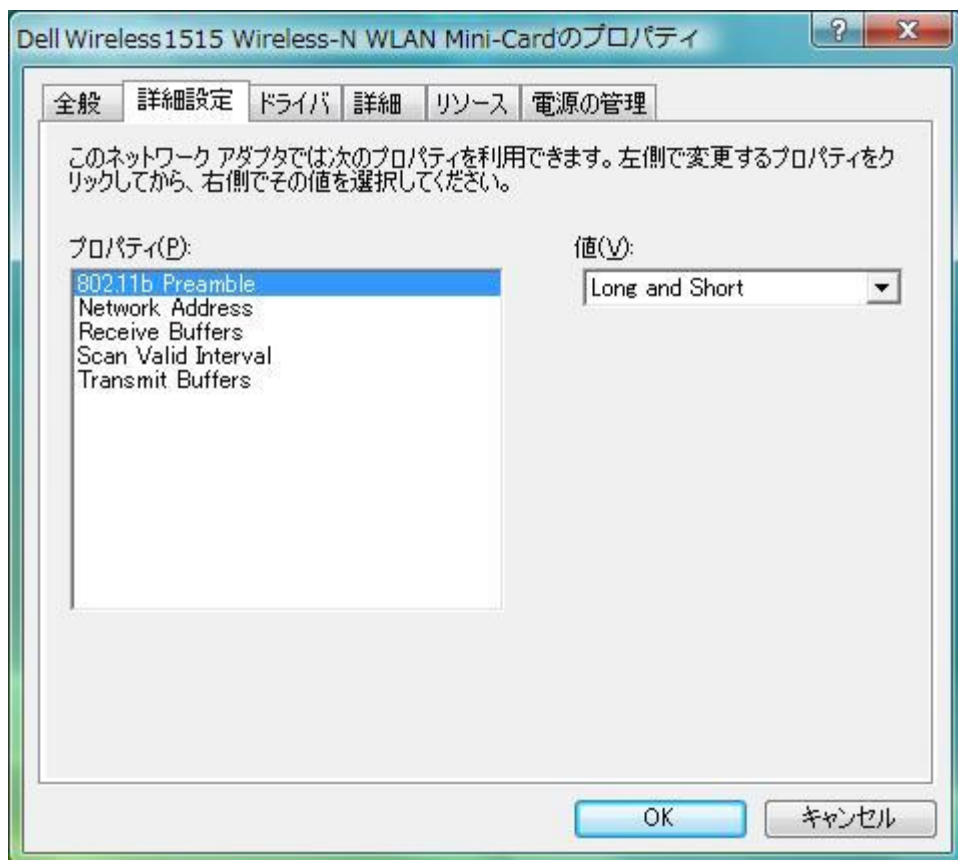 Dell Wireless1515 Wireless-N WLAN Mini-Cardのプロパティ
全般 詳細設定 ドライバ 詳細 リソース 電源の管理
このネットワーク アダプタでは次のプロパティを利用できます。左側で変更するプロパティをク
リックしてから、右側でその値を選択してください。
プロパティ(P):
値(V):
802.11b Preamble
Long and Short
Network Address
Receive Buffers
Scan Valid Interval
Transmit Buffers
OK キャンセル